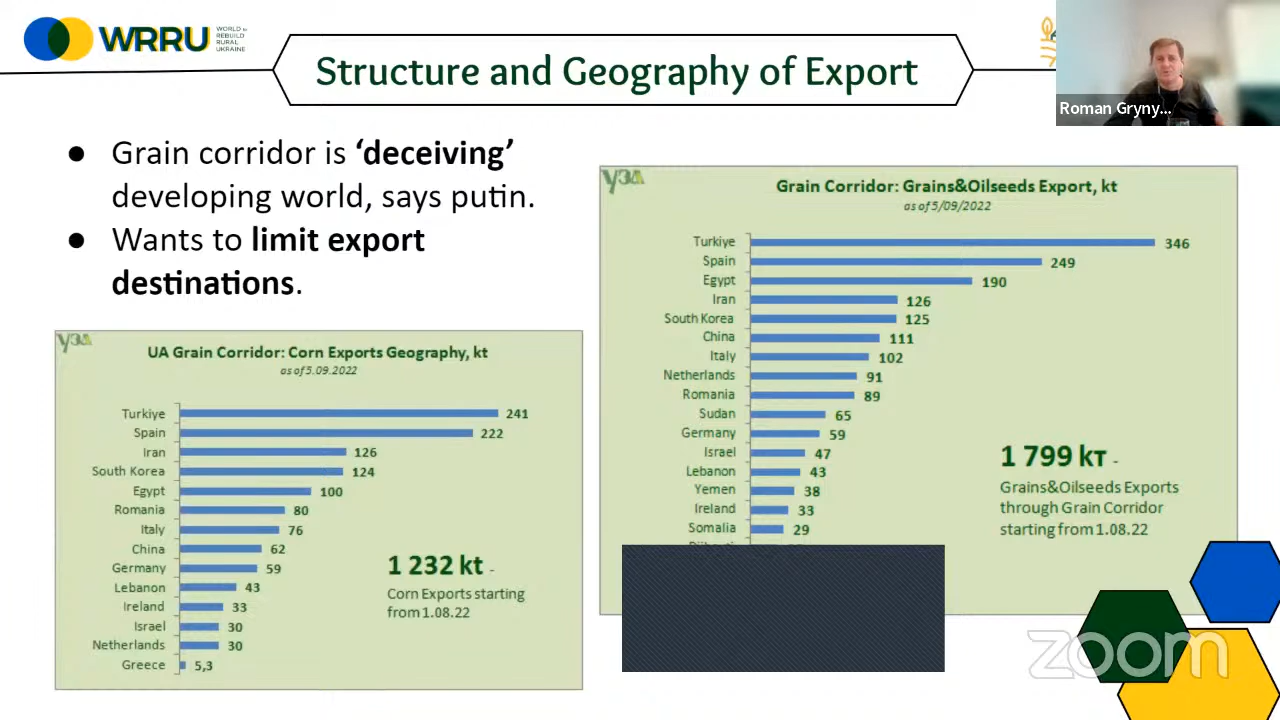 WRRU
WORLD to
REBUILD
RURAL
UKRAINE
Structure and Geography of Export
Roman Gryny...
● Grain corridor is ‘deceiving’
developing world, says putin.
● Wants to limit export
destinations.
УЗА
UA Grain Corridor: Corn Exports Geography, kt
as of 5.09.2022
Turkiye 241
Spain 222
Iran 126
South Korea 124
Egypt 100
Romania 80
Italy 76
China 62
Germany 59
Lebanon 43
Ireland 33
Israel 30
Netherlands 30
Greece 5,3
1 232 kt -
Corn Exports starting
from 1.08.22
УЗА
Grain Corridor: Grains&Oilseeds Export, kt
as of 5/09/2022
Turkiye 346
Spain 249
Egypt 190
Iran 126
South Korea 125
China 111
Italy 102
Netherlands 91
Romania 89
Sudan 65
Germany 59
Israel 47
Lebanon 43
Yemen 38
Ireland 33
Somalia 29
1 799 кт -
Grains&Oilseeds Exports
through Grain Corridor
starting from 1.08.22
zoom